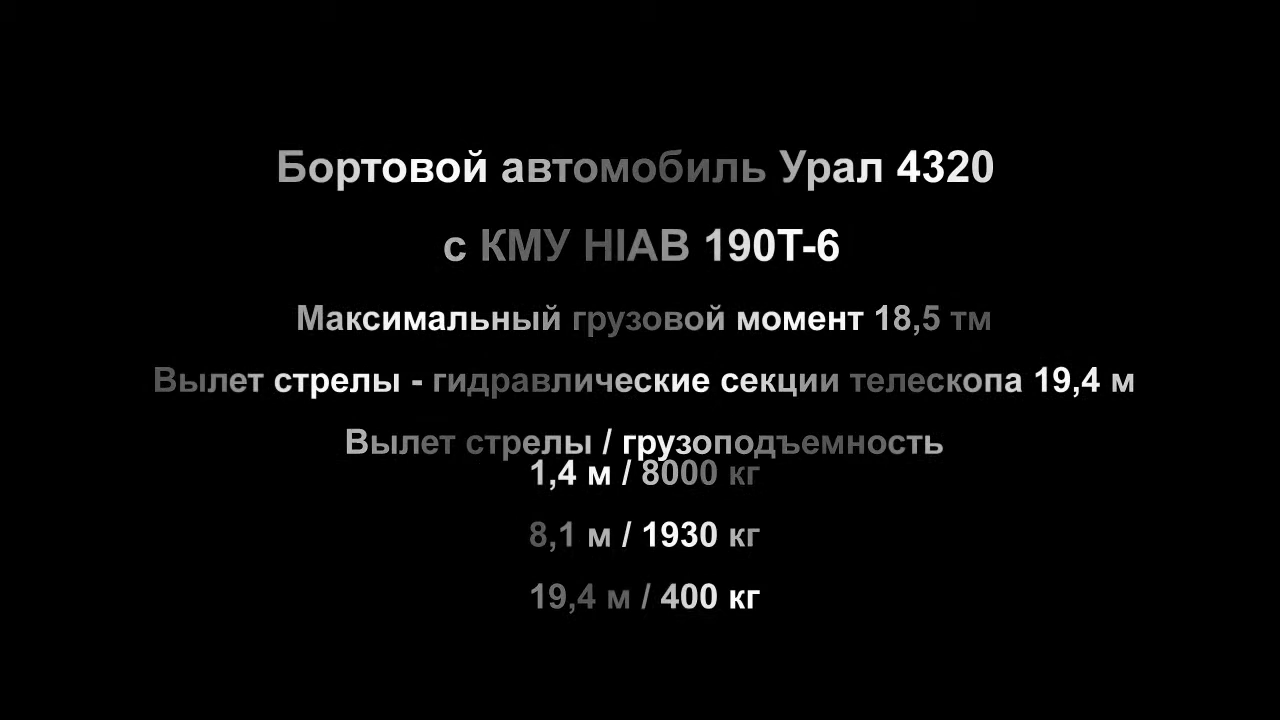 Бортовой автомобиль Урал 4320
с КМУ HIAB 190T-6
Максимальный грузовой момент 18,5 тм
Вылет стрелы - гидравлические секции телескопа 19,4 м
Вылет стрелы / грузоподъемность
1,4 м / 8000 кг
8,1 м / 1930 кг
19,4 м / 400 кг